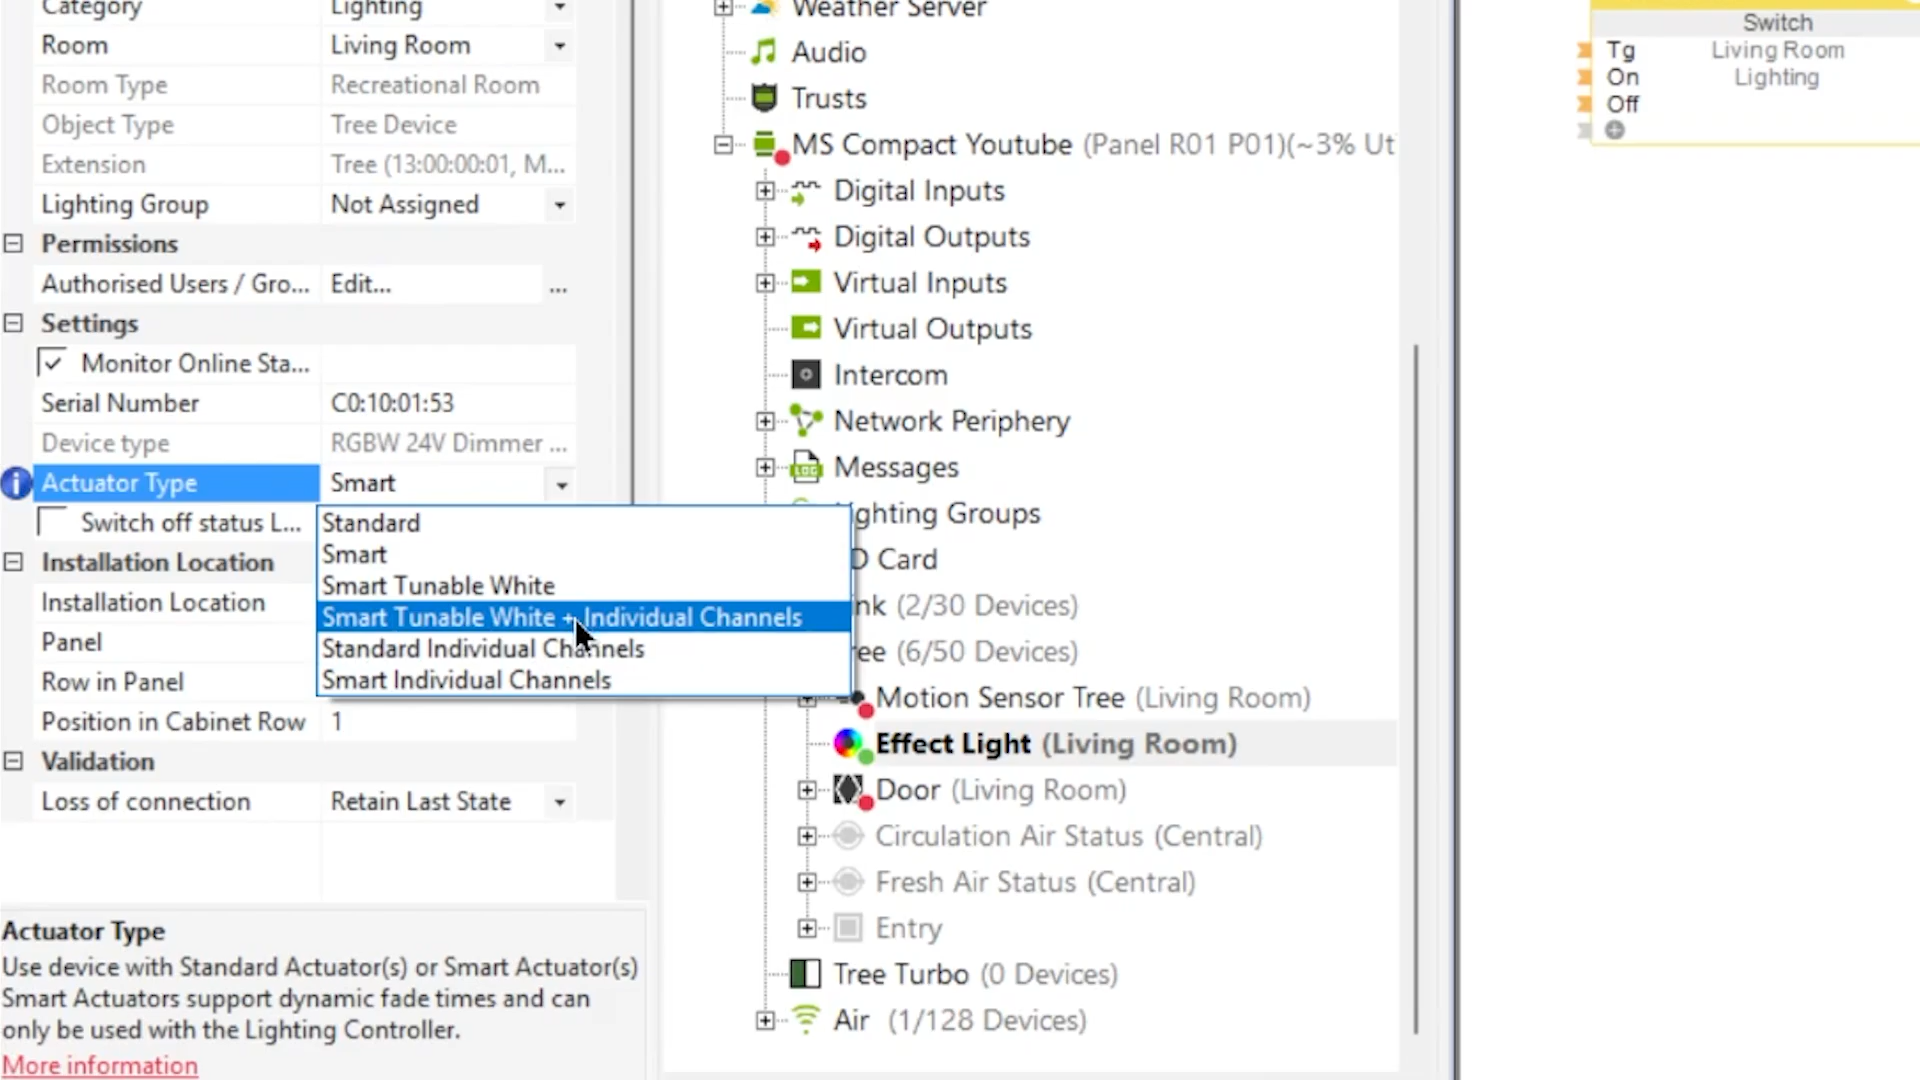 Category Lighting
Room Living Room
Room Type Recreational Room
Object Type Tree Device
Extension Tree (13:00:00:01, M...
Lighting Group Not Assigned
Permissions
Authorised Users / Gro... Edit... ...
Settings
Monitor Online Sta...
Serial Number C0:10:01:53
Device type RGBW 24V Dimmer ...
Actuator Type Smart
Switch off status L...
Standard
Smart
Smart Tunable White
Smart Tunable White + Individual Channels
Standard Individual Channels
Smart Individual Channels
Installation Location
Installation Location
Panel
Row in Panel
Position in Cabinet Row 1
Validation
Loss of connection Retain Last State
Actuator Type
Use device with Standard Actuator(s) or Smart Actuator(s)
Smart Actuators support dynamic fade times and can
only be used with the Lighting Controller.
More information
Weather Server
Audio
Trusts
MS Compact Youtube (Panel R01 P01)(~3% Ut
Digital Inputs
Digital Outputs
Virtual Inputs
Virtual Outputs
Intercom
Network Periphery
LOG
Messages
ghting Groups
D Card
nk (2/30 Devices)
ree (6/50 Devices)
Motion Sensor Tree (Living Room)
Effect Light (Living Room)
Door (Living Room)
Circulation Air Status (Central)
Fresh Air Status (Central)
Entry
Tree Turbo (0 Devices)
Air (1/128 Devices)
Switch
Tg Living Room
On Lighting
Off